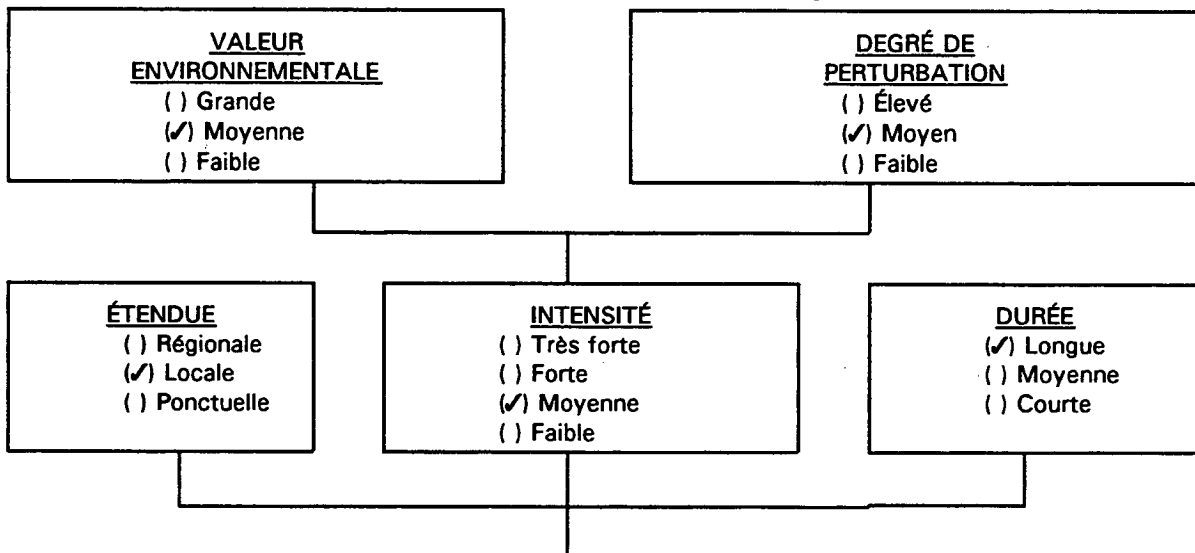 VALEUR
ENVIRONNEMENTALE
( ) Grande
(✓) Moyenne
( ) Faible
DEGRÉ DE
PERTURBATION
( ) Élevé
(✓) Moyen
( ) Faible
ÉTENDUE
( ) Régionale
(✓) Locale
( ) Ponctuelle
INTENSITÉ
( ) Très forte
( ) Forte
(✓) Moyenne
( ) Faible
DURÉE
(✓) Longue
( ) Moyenne
( ) Courte